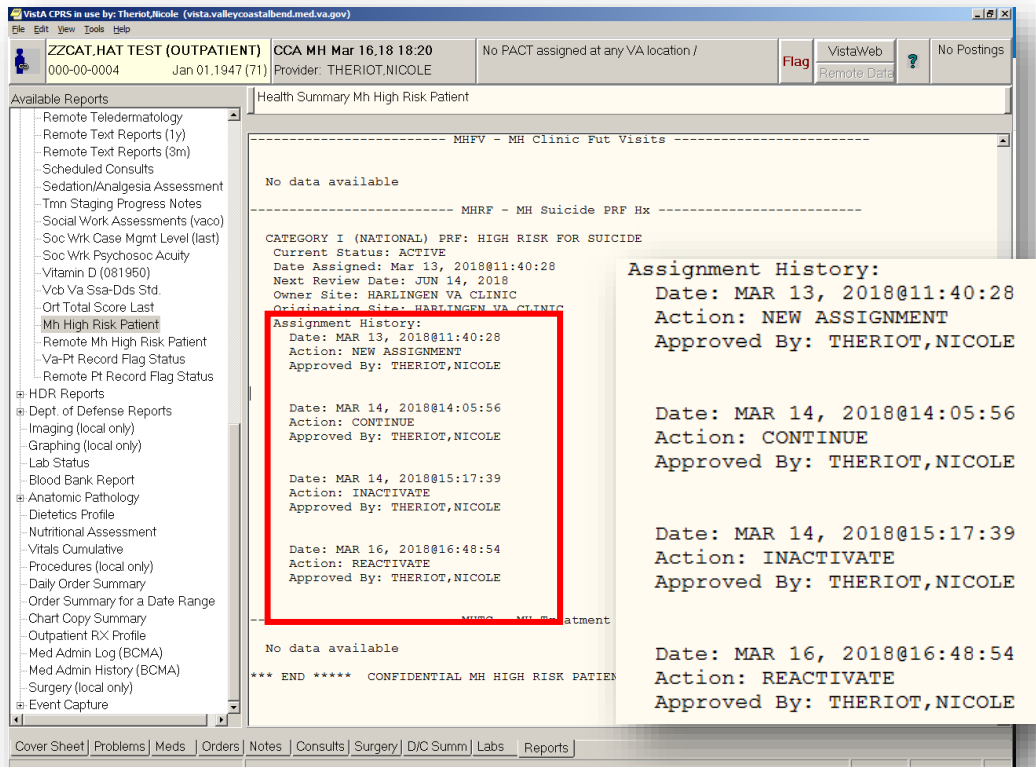 VistA CPRS in use by: Theriot,Nicole (vista.valleycoastalbend.med.va.gov)
File Edit View Tools Help
ZZCAT,HAT TEST (OUTPATIENT)
000-00-0004 Jan 01,1947 (71)
CCA MH Mar 16,18 18:20
Provider: THERIOT,NICOLE
No PACT assigned at any VA location /
Flag
VistaWeb
Remote Data
?
No Postings
Available Reports
Remote Teledermatology
Remote Text Reports (1y)
Remote Text Reports (3m)
Scheduled Consults
Sedation/Analgesia Assessment
Tmn Staging Progress Notes
Social Work Assessments (vaco)
Soc Wrk Case Mgmt Level (last)
Soc Wrk Psychosoc Acuity
Vitamin D (081950)
Vcb Va Ssa-Dds Std.
Ort Total Score Last
Mh High Risk Patient
Remote Mh High Risk Patient
Va-Pt Record Flag Status
Remote Pt Record Flag Status
HDR Reports
Dept. of Defense Reports
Imaging (local only)
Graphing (local only)
Lab Status
Blood Bank Report
Anatomic Pathology
Dietetics Profile
Nutritional Assessment
Vitals Cumulative
Procedures (local only)
Daily Order Summary
Order Summary for a Date Range
Chart Copy Summary
Outpatient RX Profile
Med Admin Log (BCMA)
Med Admin History (BCMA)
Surgery (local only)
Event Capture
Health Summary Mh High Risk Patient
------------------------- MHFV - MH Clinic Fut Visits -------------------------
No data available
-------------------------- MHRF - MH Suicide PRF Hx --------------------------
CATEGORY I (NATIONAL) PRF: HIGH RISK FOR SUICIDE
Current Status: ACTIVE
Date Assigned: Mar 13, 2018@11:40:28
Next Review Date: JUN 14, 2018
Owner Site: HARLINGEN VA CLINIC
Originating Site: HARLINGEN VA CLINIC
Assignment History:
Date: MAR 13, 2018@11:40:28
Action: NEW ASSIGNMENT
Approved By: THERIOT,NICOLE
Date: MAR 14, 2018@14:05:56
Action: CONTINUE
Approved By: THERIOT,NICOLE
Date: MAR 14, 2018@15:17:39
Action: INACTIVATE
Approved By: THERIOT,NICOLE
Date: MAR 16, 2018@16:48:54
Action: REACTIVATE
Approved By: THERIOT,NICOLE
MHTC - MH Treatment
No data available
*** END ***** CONFIDENTIAL MH HIGH RISK PATIEN
Assignment History:
Date: MAR 13, 2018@11:40:28
Action: NEW ASSIGNMENT
Approved By: THERIOT,NICOLE
Date: MAR 14, 2018@14:05:56
Action: CONTINUE
Approved By: THERIOT,NICOLE
Date: MAR 14, 2018@15:17:39
Action: INACTIVATE
Approved By: THERIOT,NICOLE
Date: MAR 16, 2018@16:48:54
Action: REACTIVATE
Approved By: THERIOT,NICOLE
Cover Sheet Problems Meds Orders Notes Consults Surgery D/C Summ Labs Reports